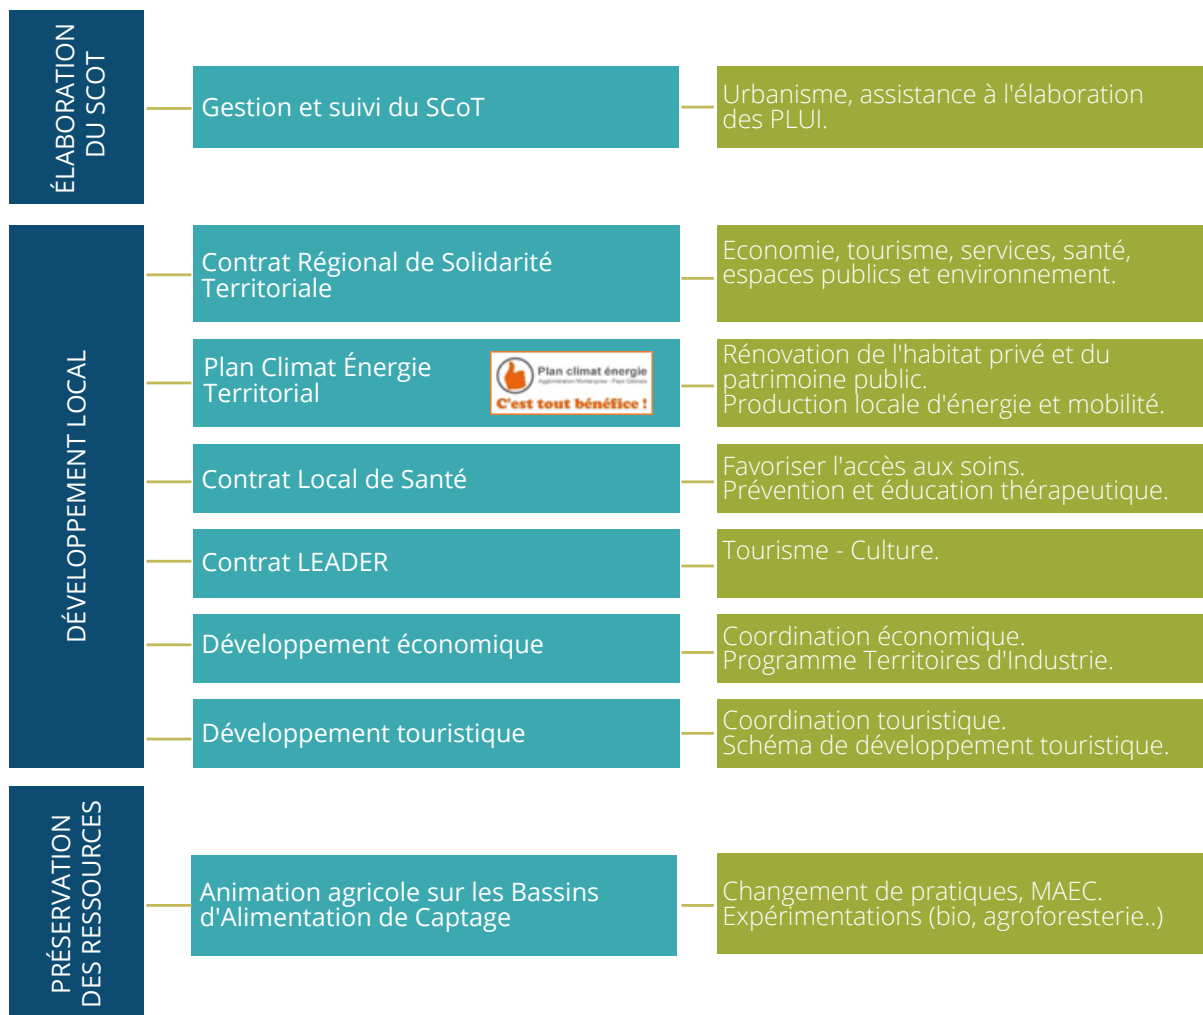 ÉLABORATION
DU SCOT
Gestion et suivi du SCoT
Urbanisme, assistance à l'élaboration
des PLUI.
DÉVELOPPEMENT LOCAL
Contrat Régional de Solidarité
Territoriale
Economie, tourisme, services, santé,
espaces publics et environnement.
Plan Climat Énergie
Territorial
Plan climat énergie
Agglomération Montargoise - Pays Gâtinais
C'est tout bénéfice !
Rénovation de l'habitat privé et du
patrimoine public.
Production locale d'énergie et mobilité.
Contrat Local de Santé
Favoriser l'accès aux soins.
Prévention et éducation thérapeutique.
Contrat LEADER
Tourisme - Culture.
Développement économique
Coordination économique.
Programme Territoires d'Industrie.
Développement touristique
Coordination touristique.
Schéma de développement touristique.
PRÉSERVATION
DES RESSOURCES
Animation agricole sur les Bassins
d'Alimentation de Captage
Changement de pratiques, MAEC.
Expérimentations (bio, agroforesterie..)